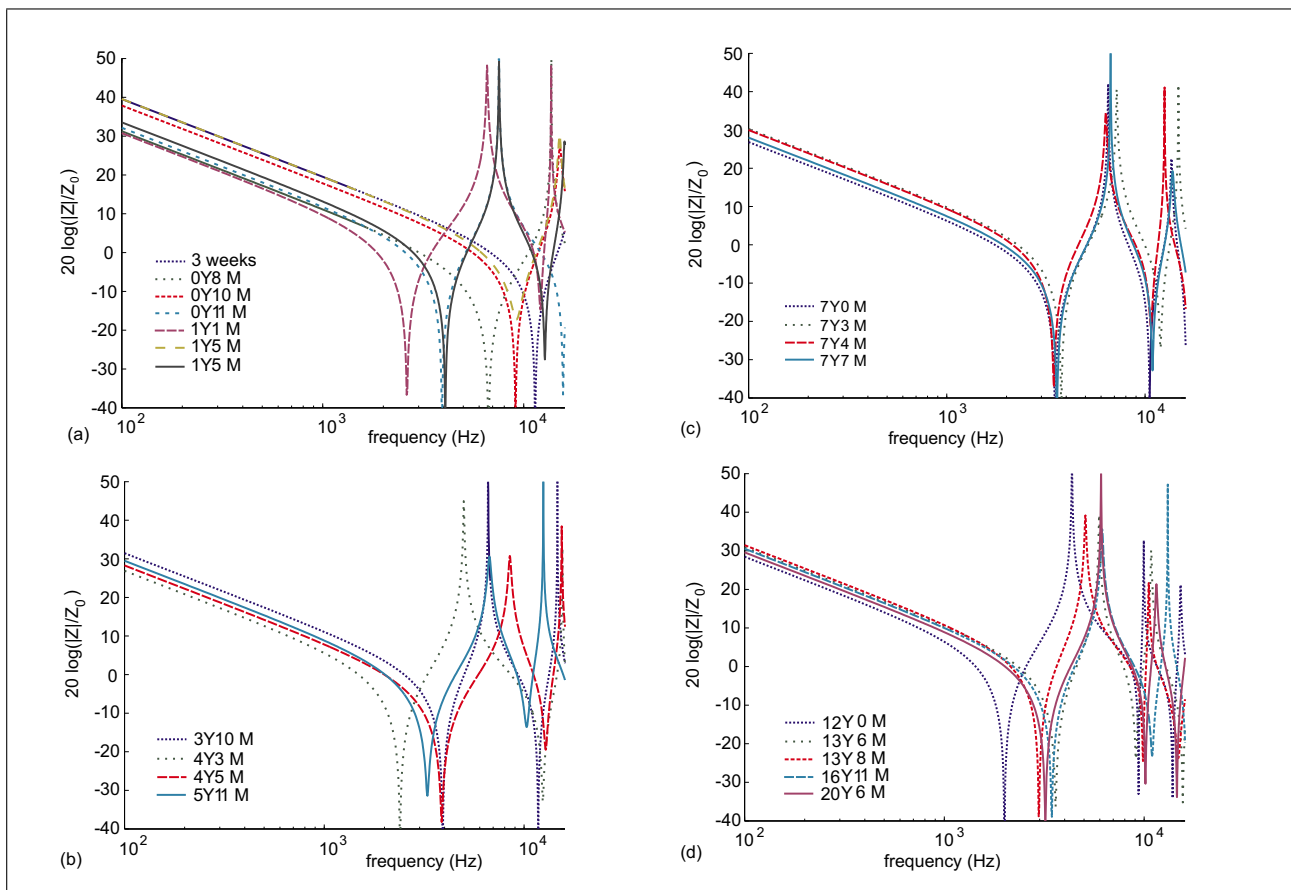 50
40
30
20
10
0
-10
-20
-30
-40
20 log(|Z|/Z0)
3 weeks
0Y8 M
0Y10 M
0Y11 M
1Y1 M
1Y5 M
1Y5 M
10^2
10^3
10^4
frequency (Hz)
(a)
50
40
30
20
10
0
-10
-20
-30
-40
20 log(|Z|/Z0)
3Y10 M
4Y3 M
4Y5 M
5Y11 M
10^2
10^3
10^4
frequency (Hz)
(b)
50
40
30
20
10
0
-10
-20
-30
-40
20 log(|Z|/Z0)
7Y0 M
7Y3 M
7Y4 M
7Y7 M
10^2
10^3
10^4
frequency (Hz)
(c)
50
40
30
20
10
0
-10
-20
-30
-40
20 log(|Z|/Z0)
12Y 0 M
13Y 6 M
13Y 8 M
16Y11 M
20Y 6 M
10^2
10^3
10^4
frequency (Hz)
(d)